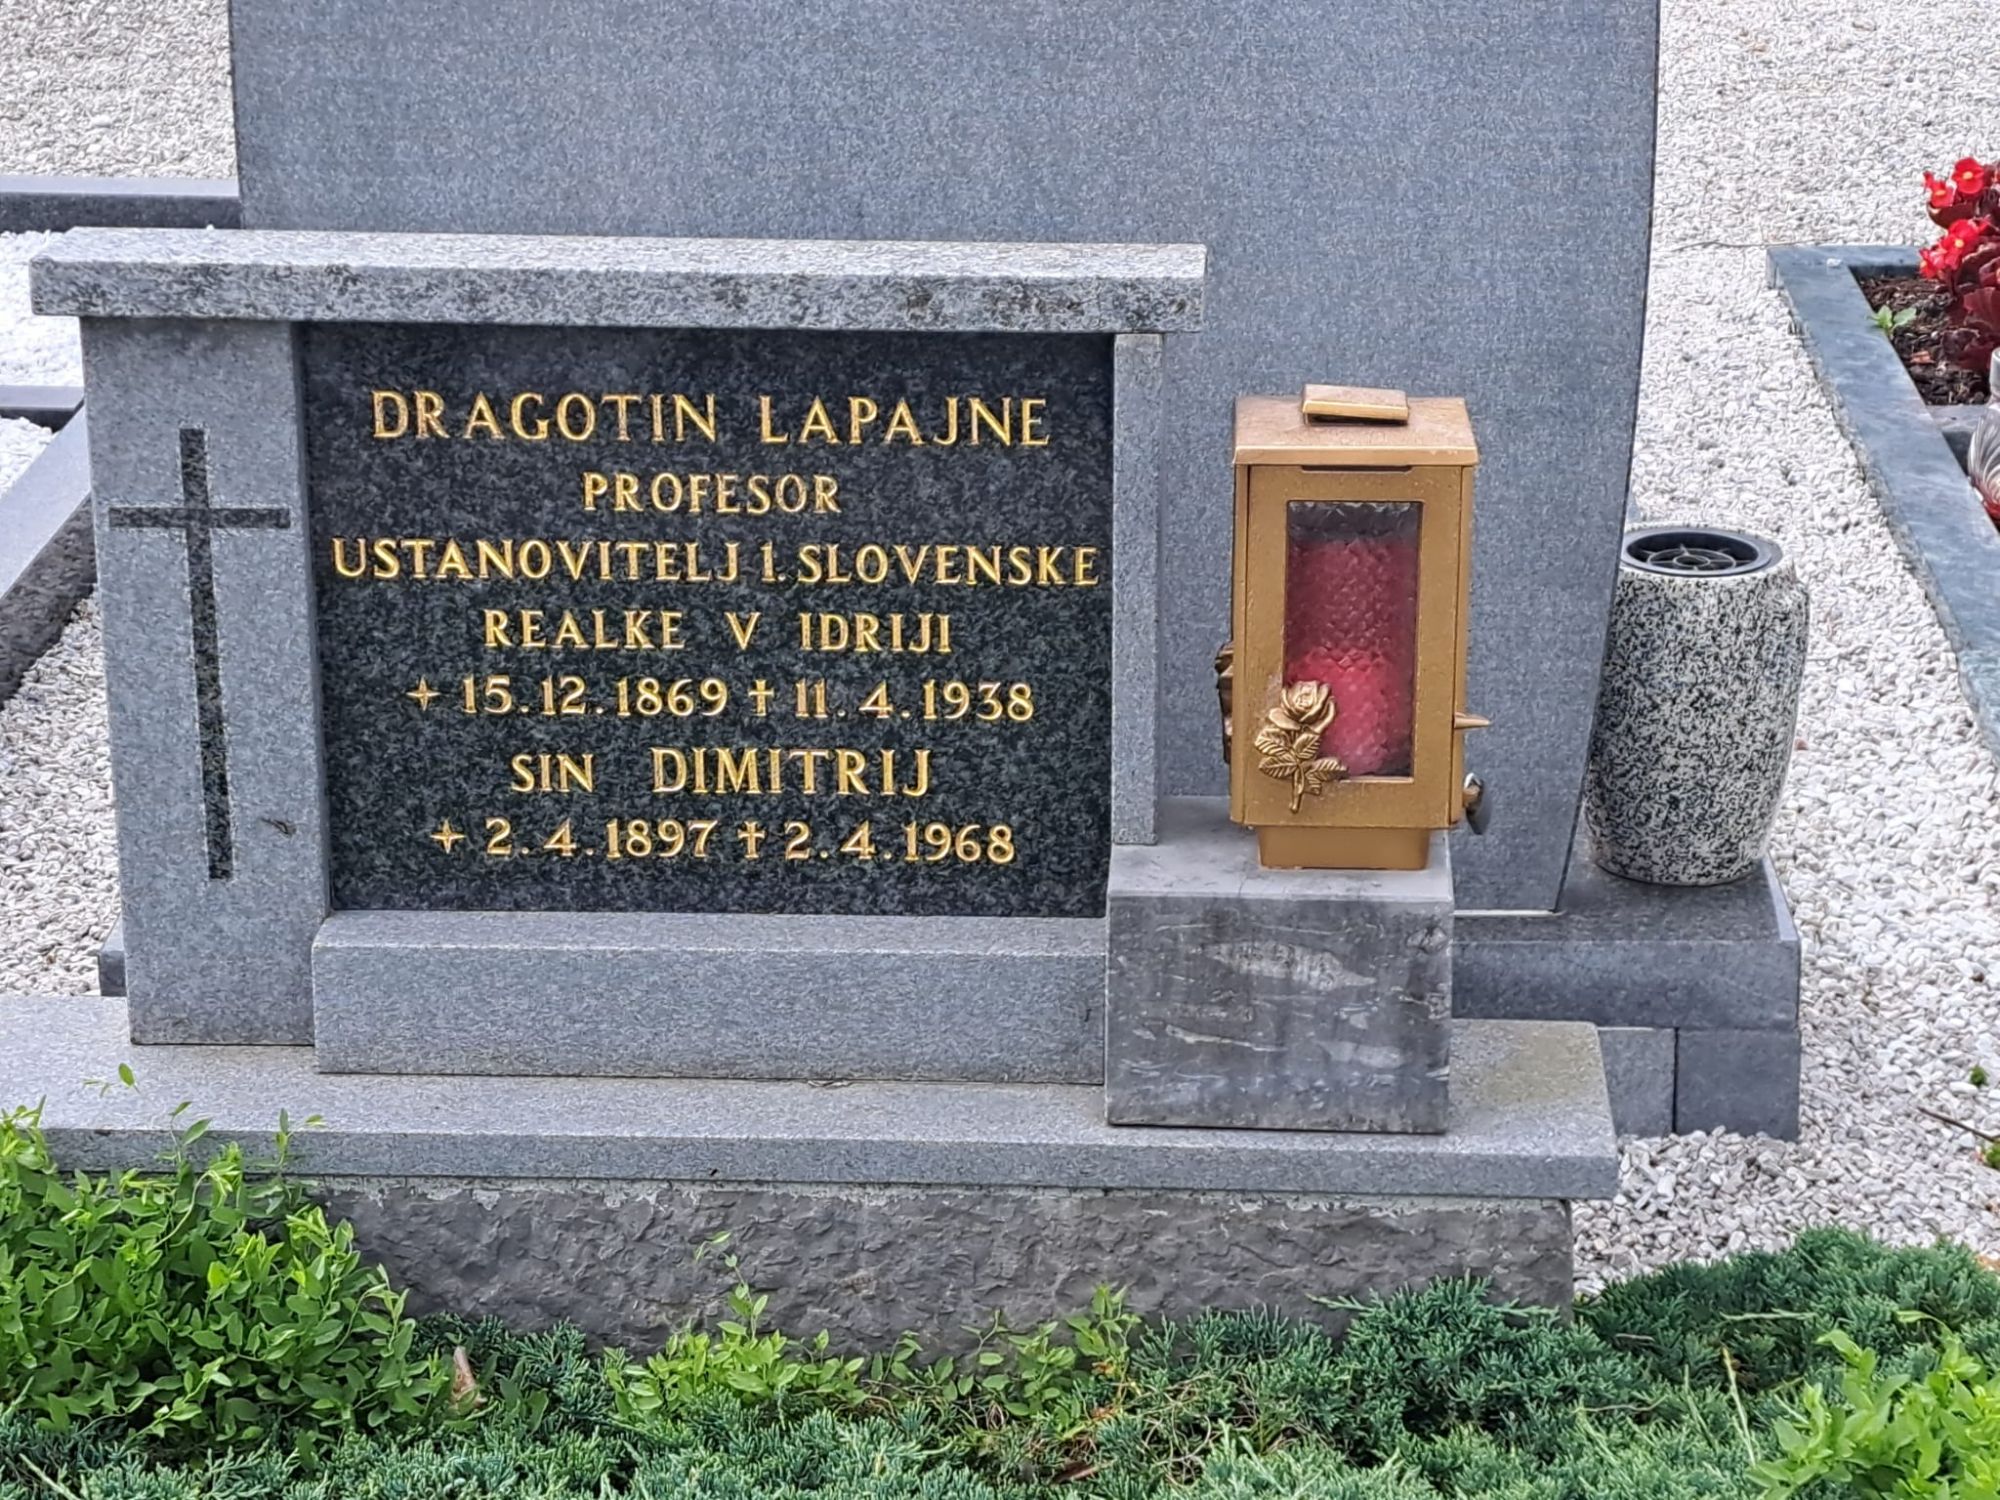 DRAGOTIN LAPAJNE
PROFESOR
USTANOVITELJ 1. SLOVENSKE
REALKE V IDRIJI
+ 15.12.1869 † 11.4.1938
SIN DIMITRIJ
+ 2.4.1897 † 2.4.1968